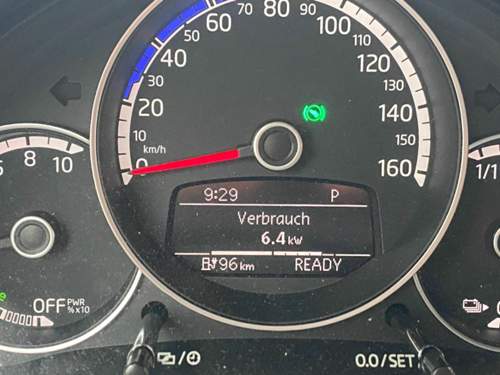 80 90
70 100
60 110
50
40 120
30 130
20 140
10 150
km/h
0 160
8 10
1/1
9:29 P
Verbrauch
6.4 kW
96 km READY
OFF PWR
%x10
/
0.0/SET